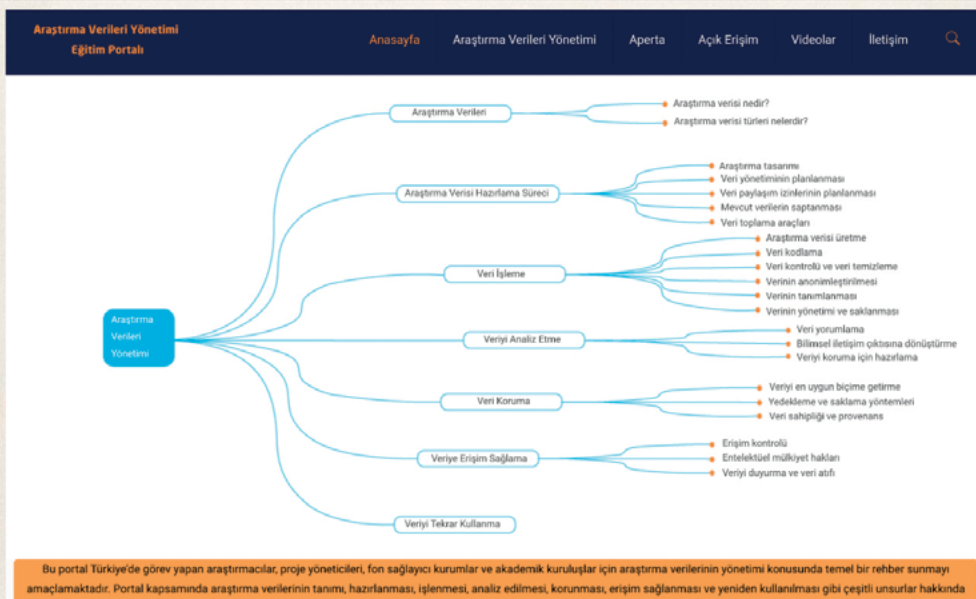 Araştırma Verileri Yönetimi
Eğitim Portalı
Anasayfa
Araştırma Verileri Yönetimi
Aperta
Açık Erişim
Videolar
İletişim
Araştırma Verileri
Araştırma verisi nedir?
Araştırma verisi türleri nelerdir?
Araştırma Verisi Hazırlama Süreci
Araştırma tasarımı
Veri yönetiminin planlanması
Veri paylaşım izinlerinin planlanması
Mevcut verilerin saptanması
Veri toplama araçları
Veri İşleme
Araştırma verisi üretme
Veri kodlama
Veri kontrolü ve veri temizleme
Verinin anonimleştirilmesi
Verinin tanımlanması
Verinin yönetimi ve saklanması
Araştırma
Verileri
Yönetimi
Veriyi Analiz Etme
Veri yorumlama
Bilimsel iletişim çıktısına dönüştürme
Veriyi koruma için hazırlama
Veri Koruma
Veriyi en uygun biçime getirme
Yedekleme ve saklama yöntemleri
Veri sahipliği ve provenans
Veriye Erişim Sağlama
Erişim kontrolü
Entelektüel mülkiyet hakları
Veriyi duyurma ve veri atıfı
Veriyi Tekrar Kullanma
Bu portal Türkiye'de görev yapan araştırmacılar, proje yöneticileri, fon sağlayıcı kurumlar ve akademik kuruluşlar için araştırma verilerinin yönetimi konusunda temel bir rehber sunmayı
amaçlamaktadır. Portal kapsamında araştırma verilerinin tanımı, hazırlanması, işlenmesi, analiz edilmesi, korunması, erişim sağlanması ve yeniden kullanılması gibi çeşitli unsurlar hakkında